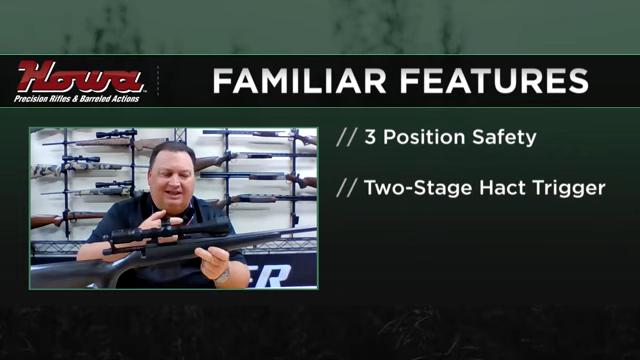 Howa
Precision Rifles & Barreled Actions
FAMILIAR FEATURES
// 3 Position Safety
// Two-Stage Hact Trigger